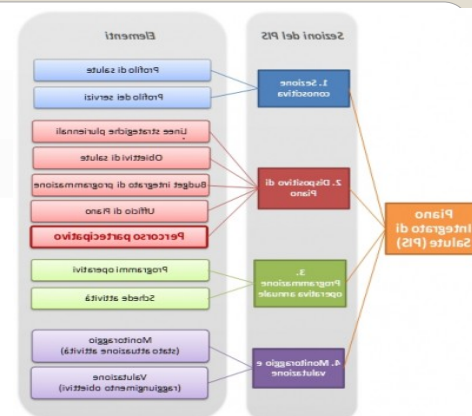 Sezioni del PIS
Elementi
Piano
Integrato di
Salute (PIS)
1. Sezione
conoscitiva
Profilo di salute
Profilo dei servizi
2. Dispositivo di
Piano
Linee strategiche pluriennali
Obiettivi di salute
Budget integrato di programmazione
Ufficio di Piano
Percorso partecipativo
3.
Programmazione
operativa annuale
Programmi operativi
Schede attività
4. Monitoraggio e
valutazione
Monitoraggio
(stato attuazione attività)
Valutazione
(raggiungimento obiettivi)